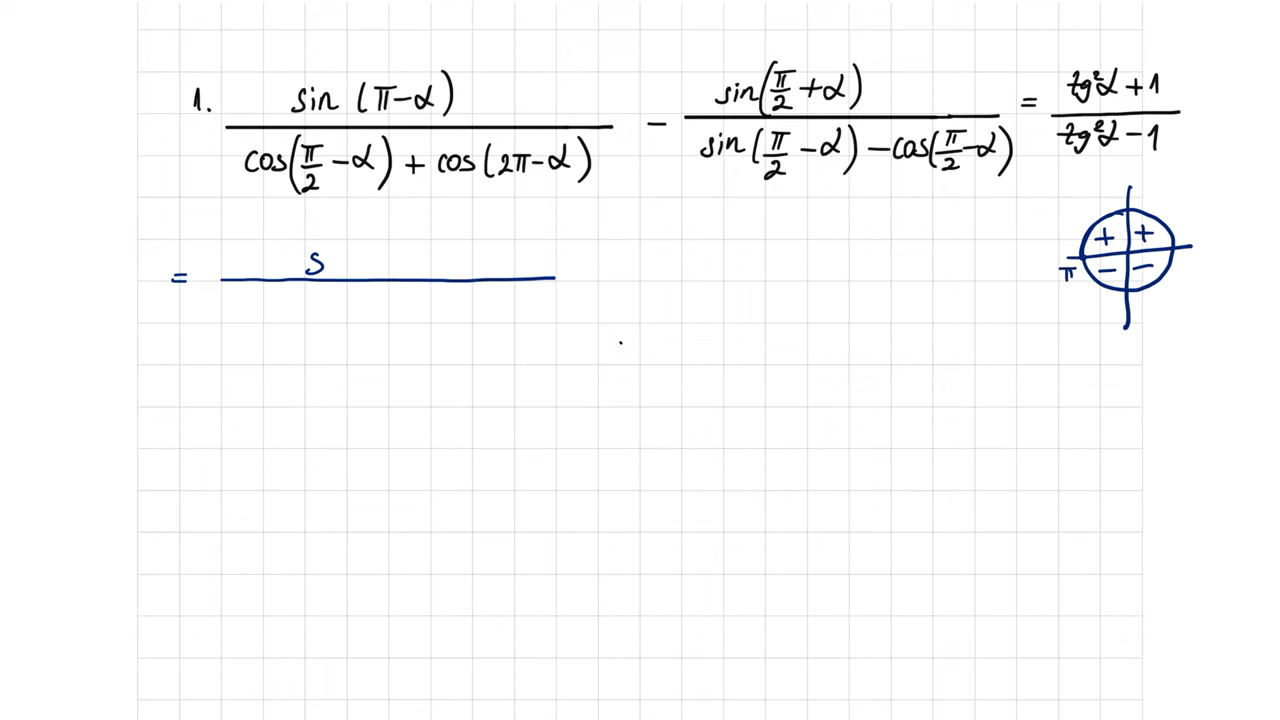 1. sin(π-α) / (cos(π/2-α) + cos(2π-α)) - sin(π/2+α) / (sin(π/2-α) - cos(π/2-α)) = (tg²α + 1) / (tg²α - 1)
+ +
π - -
= s